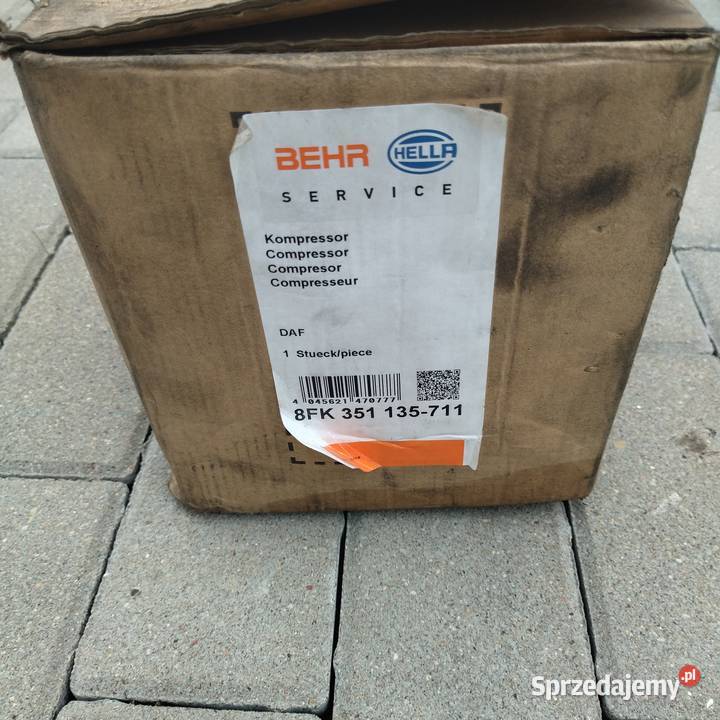 BEHR HELLA
SERVICE
Kompressor
Compressor
Compresor
Compresseur
DAF
1 Stueck/piece
4 045621 470777
8FK 351 135-711
Sprzedajemy.pl